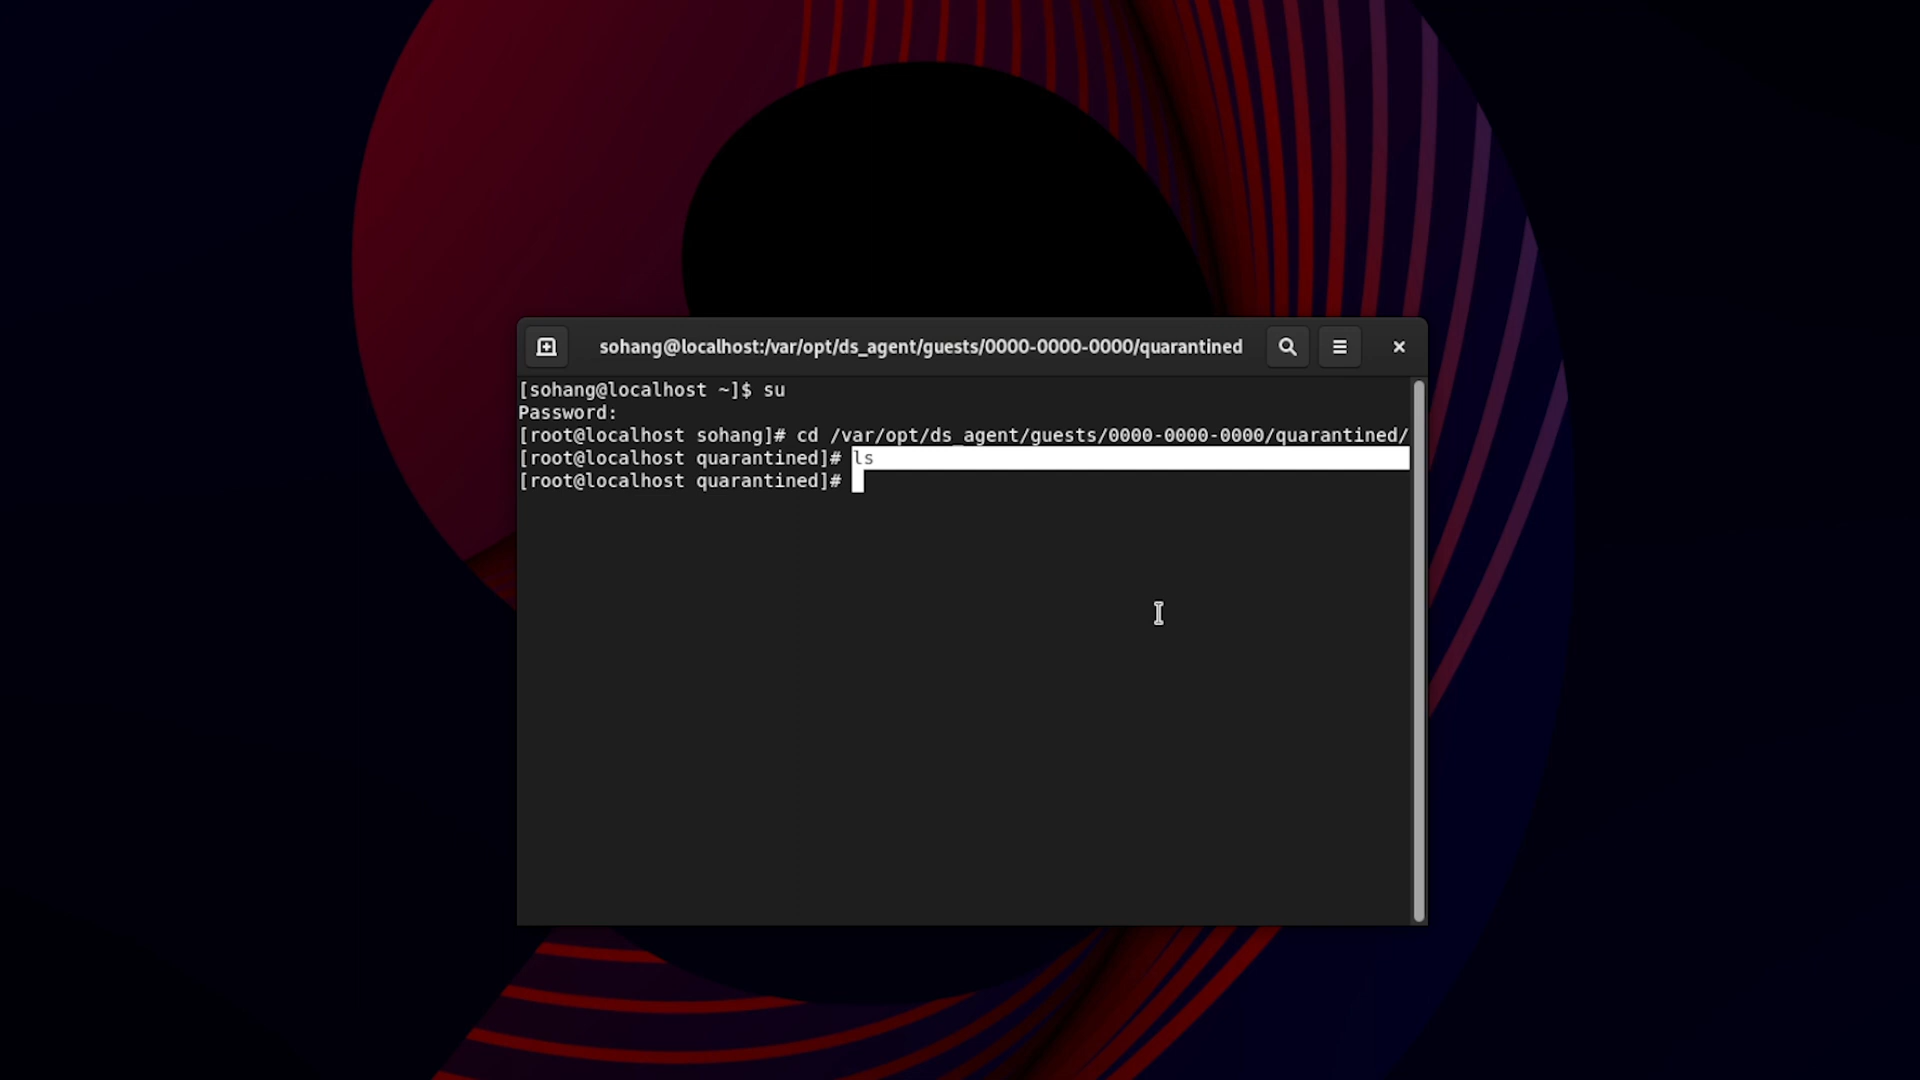 sohang@localhost:/var/opt/ds_agent/guests/0000-0000-0000/quarantined
[sohang@localhost ~]$ su
Password:
[root@localhost sohang]# cd /var/opt/ds_agent/guests/0000-0000-0000/quarantined/
[root@localhost quarantined]# ls
[root@localhost quarantined]#